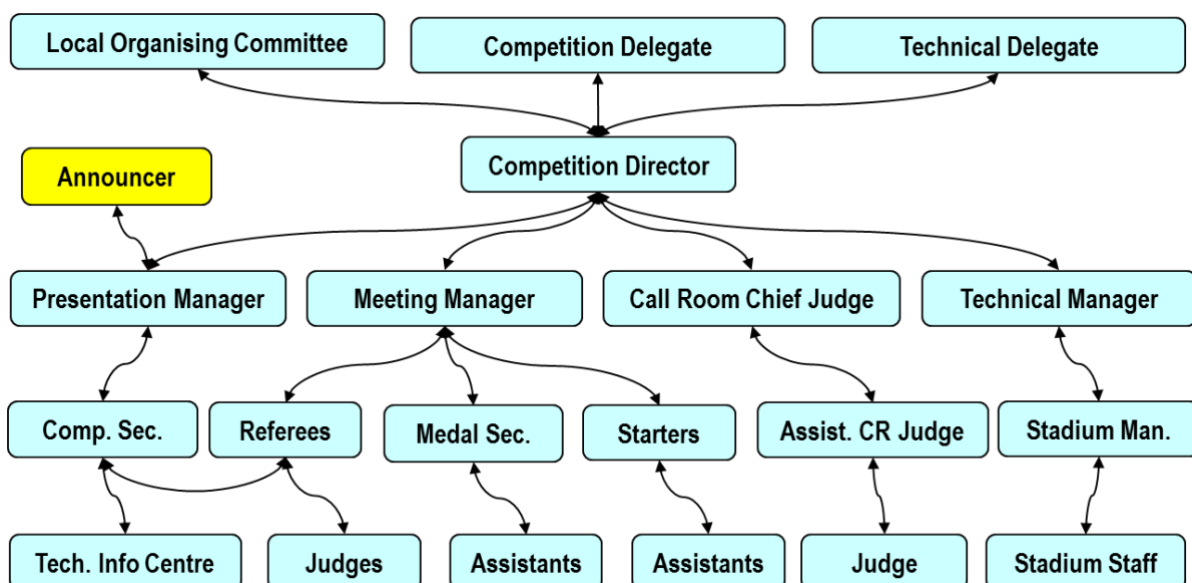 Local Organising Committee
Competition Delegate
Technical Delegate
Competition Director
Announcer
Presentation Manager
Meeting Manager
Call Room Chief Judge
Technical Manager
Comp. Sec.
Referees
Medal Sec.
Starters
Assist. CR Judge
Stadium Man.
Tech. Info Centre
Judges
Assistants
Assistants
Judge
Stadium Staff